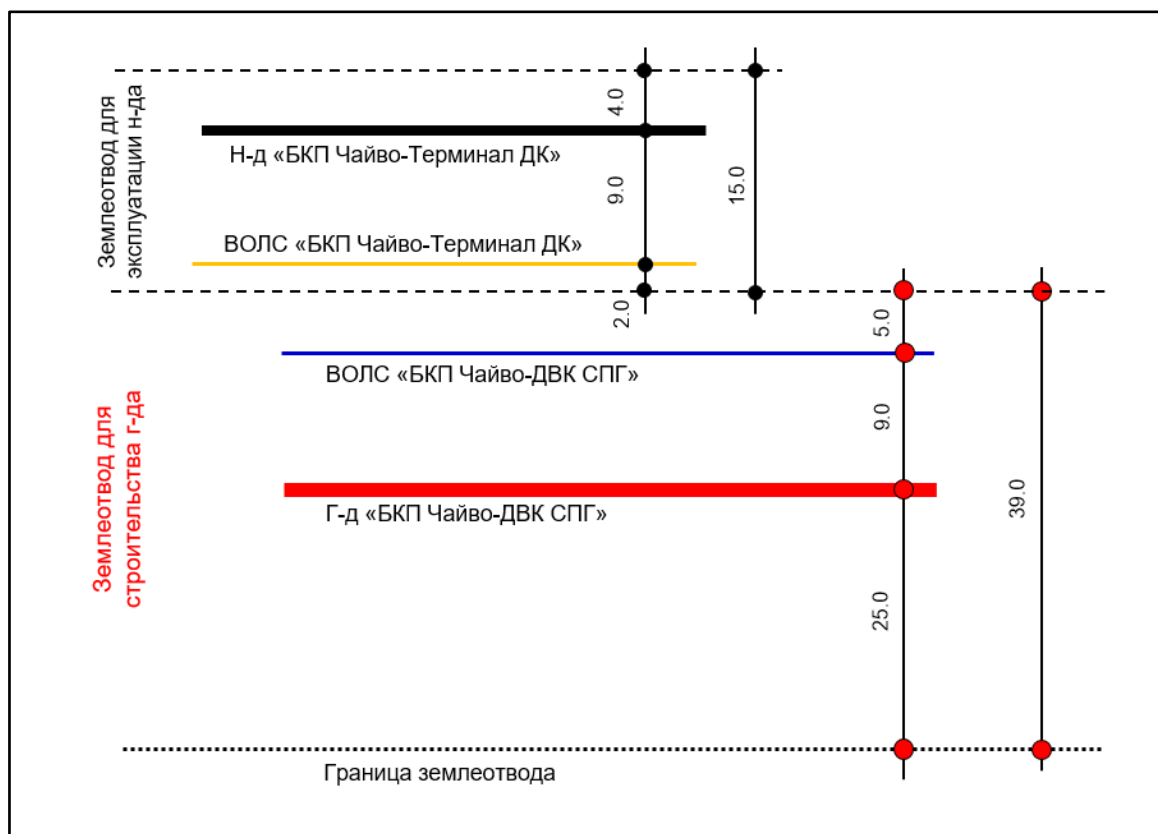 Землеотвод для
эксплуатации н-да
4.0
Н-д «БКП Чайво-Терминал ДК»
9.0
15.0
ВОЛС «БКП Чайво-Терминал ДК»
2.0
5.0
ВОЛС «БКП Чайво-ДВК СПГ»
9.0
Землеотвод для
строительства г-да
Г-д «БКП Чайво-ДВК СПГ»
39.0
25.0
Граница землеотвода